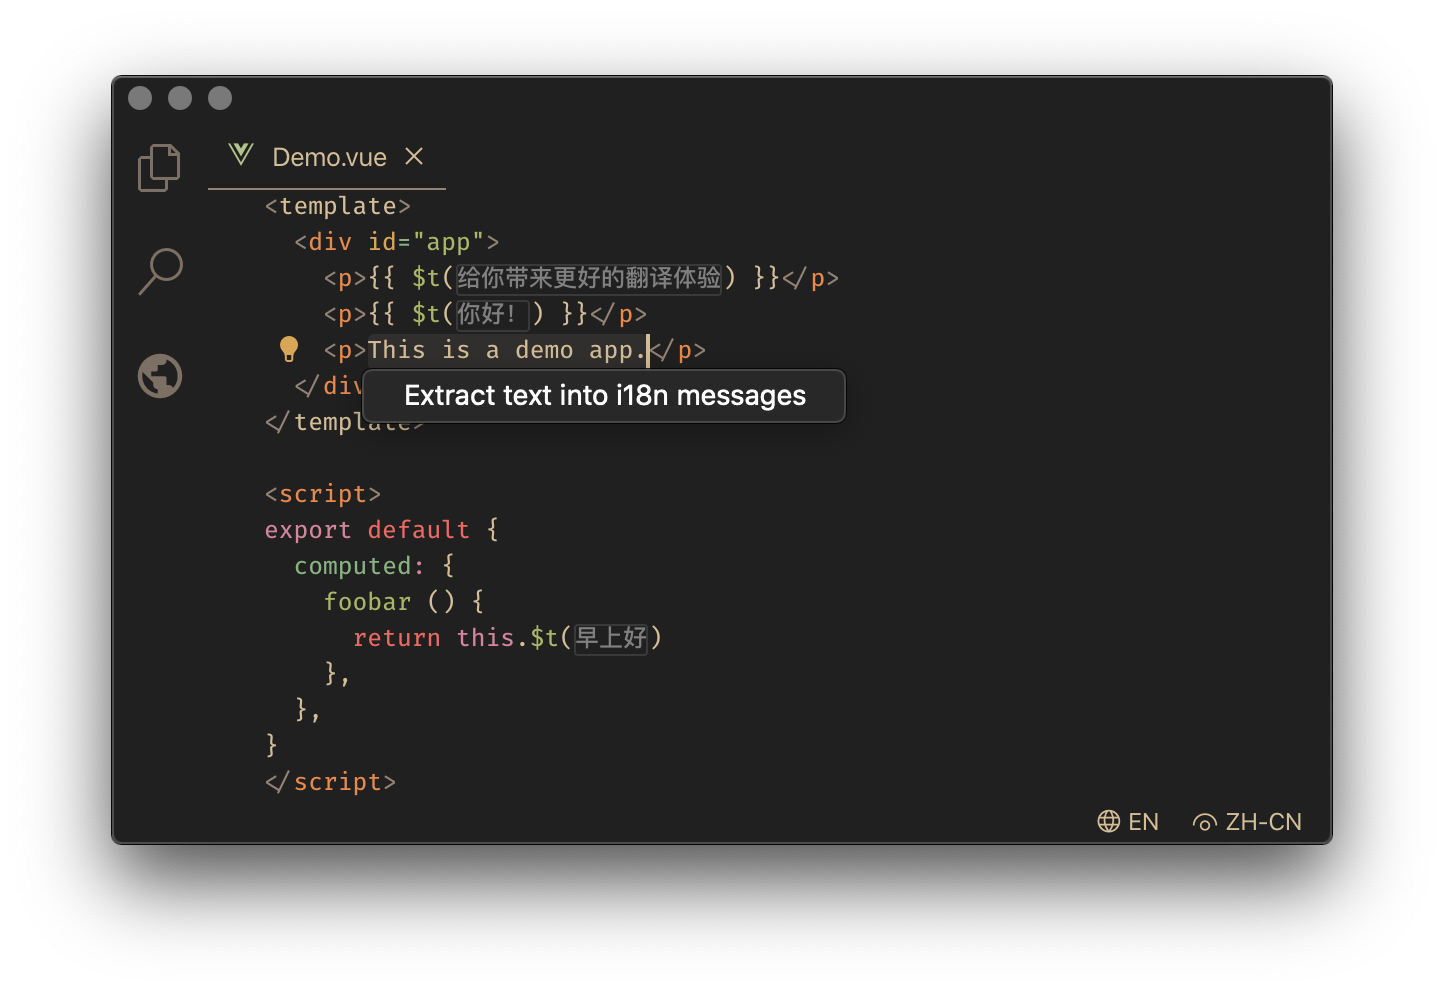 Demo.vue
<template>
<div id="app">
<p>{{ $t(给你带来更好的翻译体验) }}</p>
<p>{{ $t(你好！) }}</p>
<p>This is a demo app.</p>
</div
Extract text into i18n messages
</template>
<script>
export default {
computed: {
foobar () {
return this.$t(早上好)
},
},
}
</script>
EN
ZH-CN